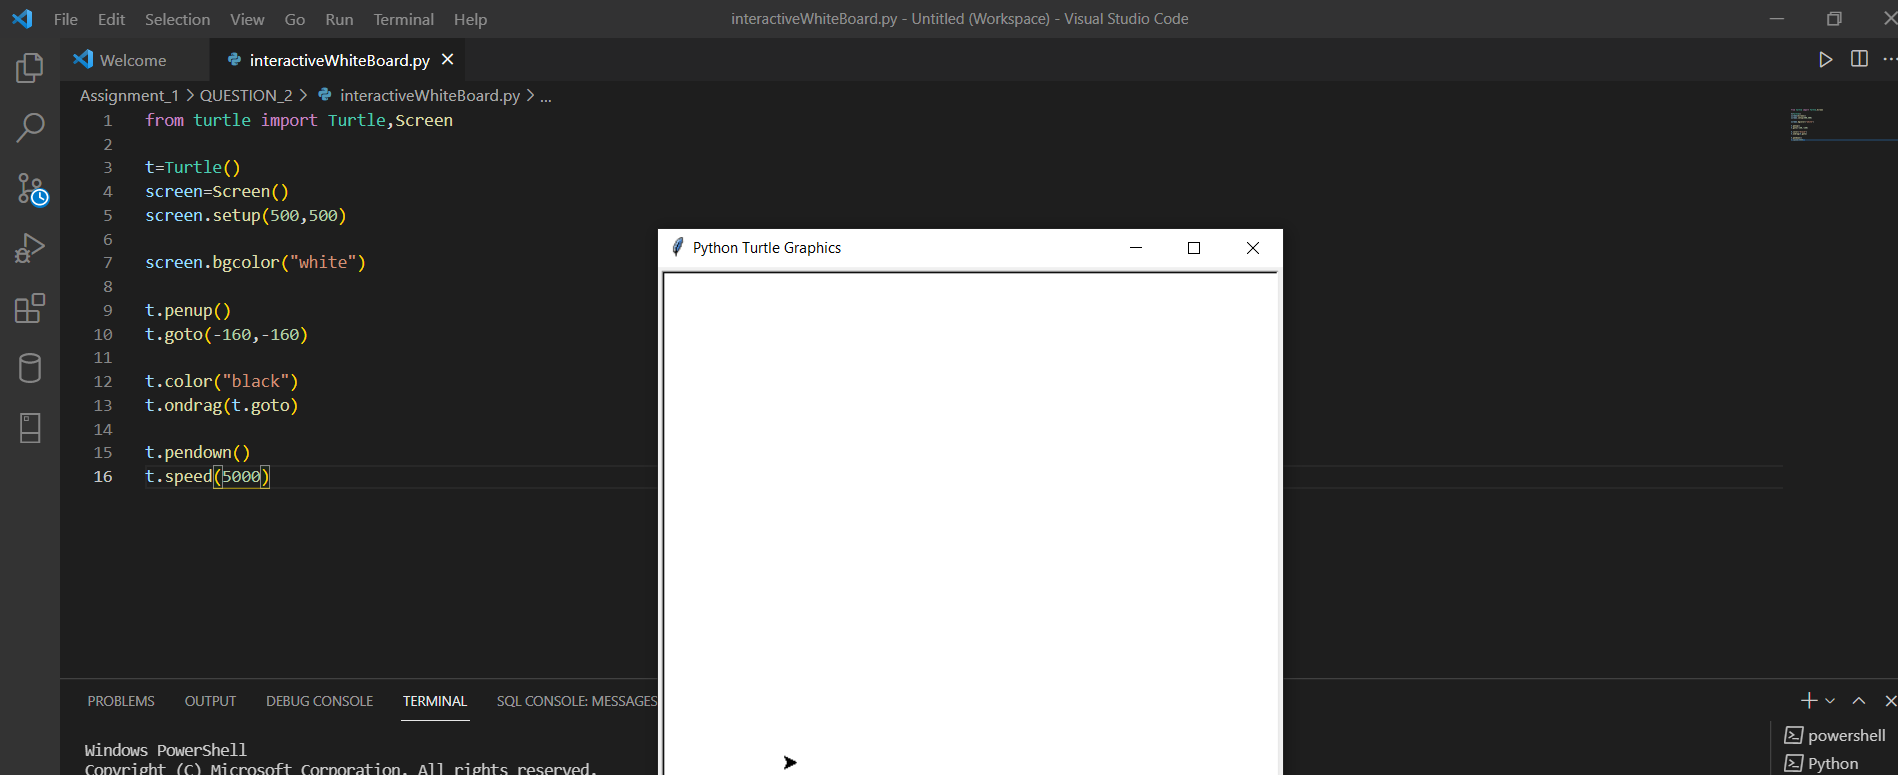 File Edit Selection View Go Run Terminal Help
interactiveWhiteBoard.py - Untitled (Workspace) - Visual Studio Code
Welcome
interactiveWhiteBoard.py
Assignment_1 > QUESTION_2 > interactiveWhiteBoard.py > ...
1 from turtle import Turtle,Screen
2
3 t=Turtle()
4 screen=Screen()
5 screen.setup(500,500)
6
7 screen.bgcolor("white")
8
9 t.penup()
10 t.goto(-160,-160)
11
12 t.color("black")
13 t.ondrag(t.goto)
14
15 t.pendown()
16 t.speed(5000)
Python Turtle Graphics
PROBLEMS OUTPUT DEBUG CONSOLE TERMINAL SQL CONSOLE: MESSAGES
Windows PowerShell
Copyright (C) Microsoft Corporation. All rights reserved.
powershell
Python